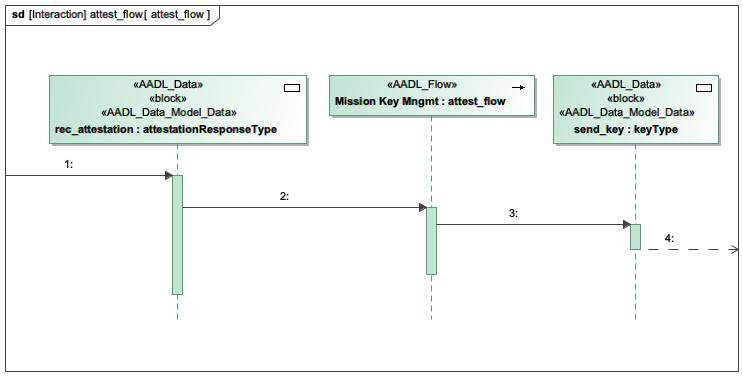 sd [Interaction] attest_flow[ attest_flow ]
«AADL_Data»
«block»
«AADL_Data_Model_Data»
rec_attestation : attestationResponseType
«AADL_Flow»
Mission Key Mngmt : attest_flow
«AADL_Data»
«block»
«AADL_Data_Model_Data»
send_key : keyType
1:
2:
3:
4: